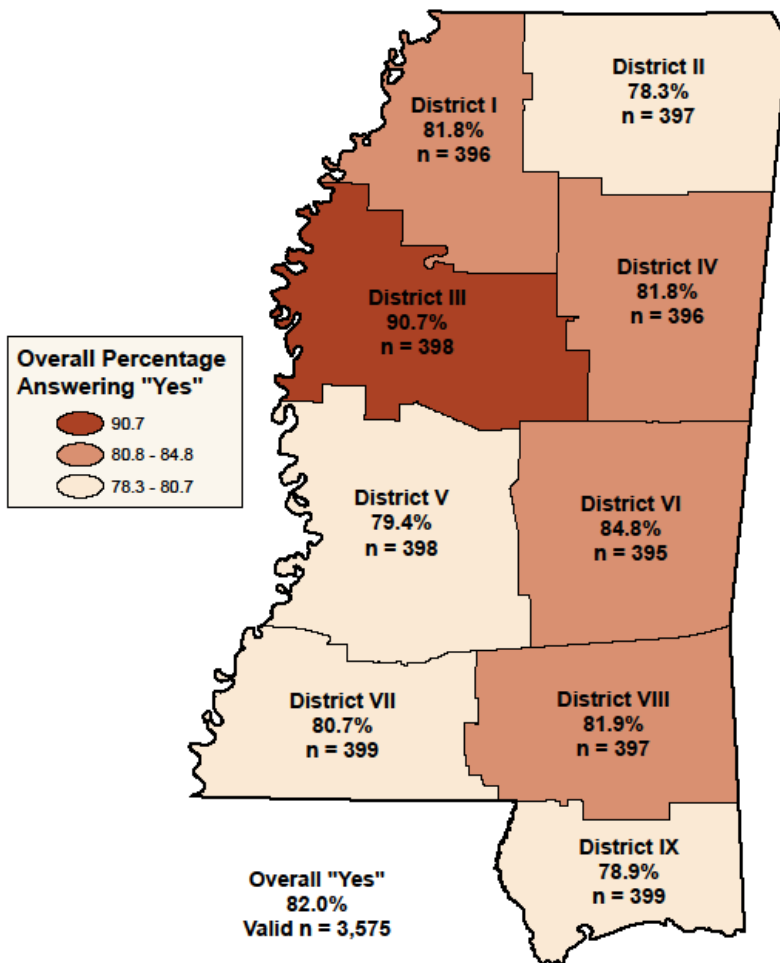 District I
81.8%
n = 396
District II
78.3%
n = 397
District III
90.7%
n = 398
District IV
81.8%
n = 396
Overall Percentage
Answering "Yes"
90.7
80.8 - 84.8
78.3 - 80.7
District V
79.4%
n = 398
District VI
84.8%
n = 395
District VII
80.7%
n = 399
District VIII
81.9%
n = 397
District IX
78.9%
n = 399
Overall "Yes"
82.0%
Valid n = 3,575